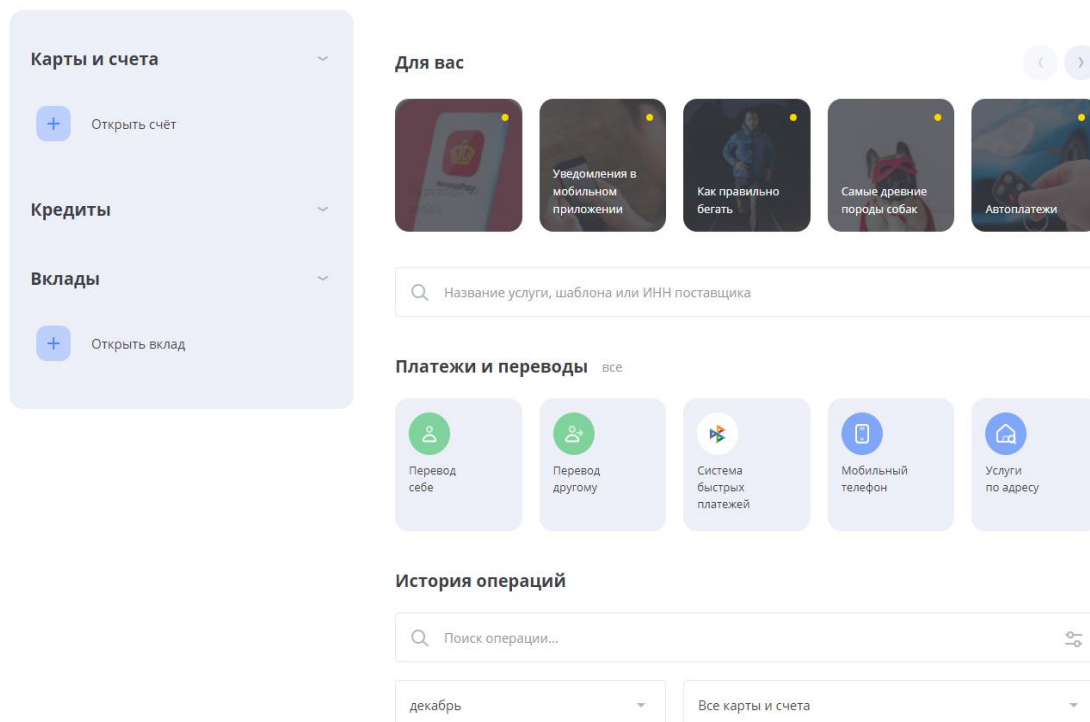 Карты и счета
Открыть счёт
Кредиты
Вклады
Открыть вклад
Для вас
Уведомления в
мобильном
приложении
Как правильно
бегать
Самые древние
породы собак
Автоплатежи
Название услуги, шаблона или ИНН поставщика
Платежи и переводы все
Перевод
себе
Перевод
другому
Система
быстрых
платежей
Мобильный
телефон
Услуги
по адресу
История операций
Поиск операции...
декабрь
Все карты и счета